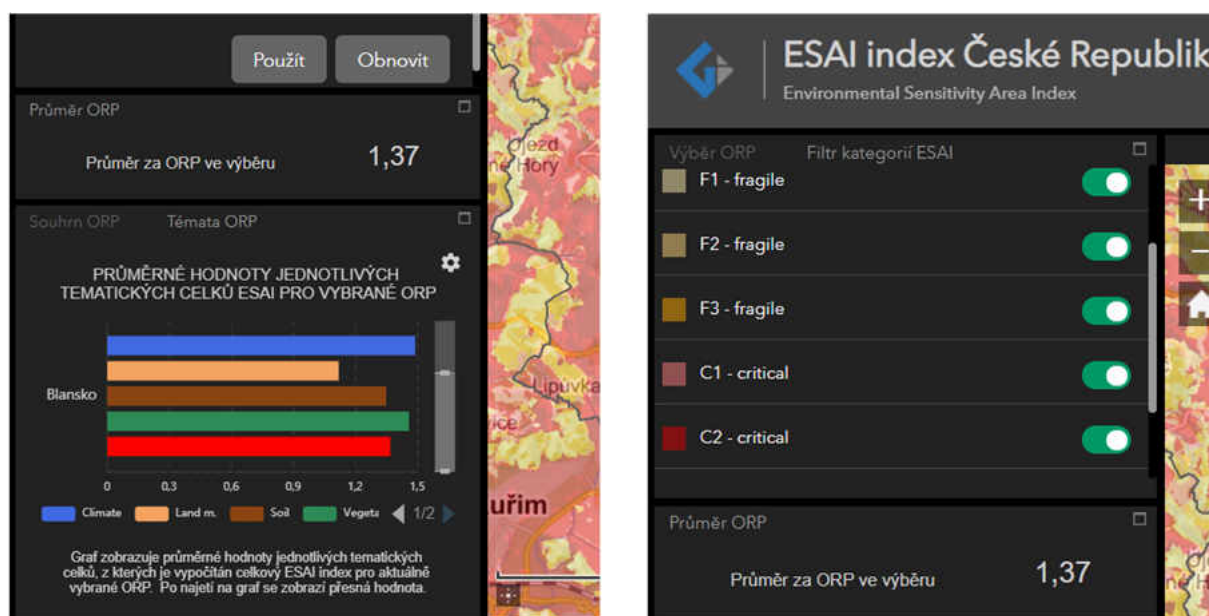 Použít Obnovit
Průměr ORP
Průměr za ORP ve výběru 1,37
Souhrn ORP Témata ORP
PRŮMĚRNÉ HODNOTY JEDNOTLIVÝCH
TEMATICKÝCH CELKŮ ESAI PRO VYBRANÉ ORP
Blansko
0 0,3 0,6 0,9 1,2 1,5
Climate Land m. Soil Vegeta 1/2
Graf zobrazuje průměrné hodnoty jednotlivých tematických
celků, z kterých je vypočítán celkový ESAI index pro aktuálně
vybrané ORP. Po najetí na graf se zobrazí přesná hodnota.
Újezd
Hory
Lipůvka
uřim
ESAI index České Republik
Environmental Sensitivity Area Index
Výběr ORP Filtr kategorií ESAI
F1 - fragile
F2 - fragile
F3 - fragile
C1 - critical
C2 - critical
Průměr ORP
Průměr za ORP ve výběru 1,37